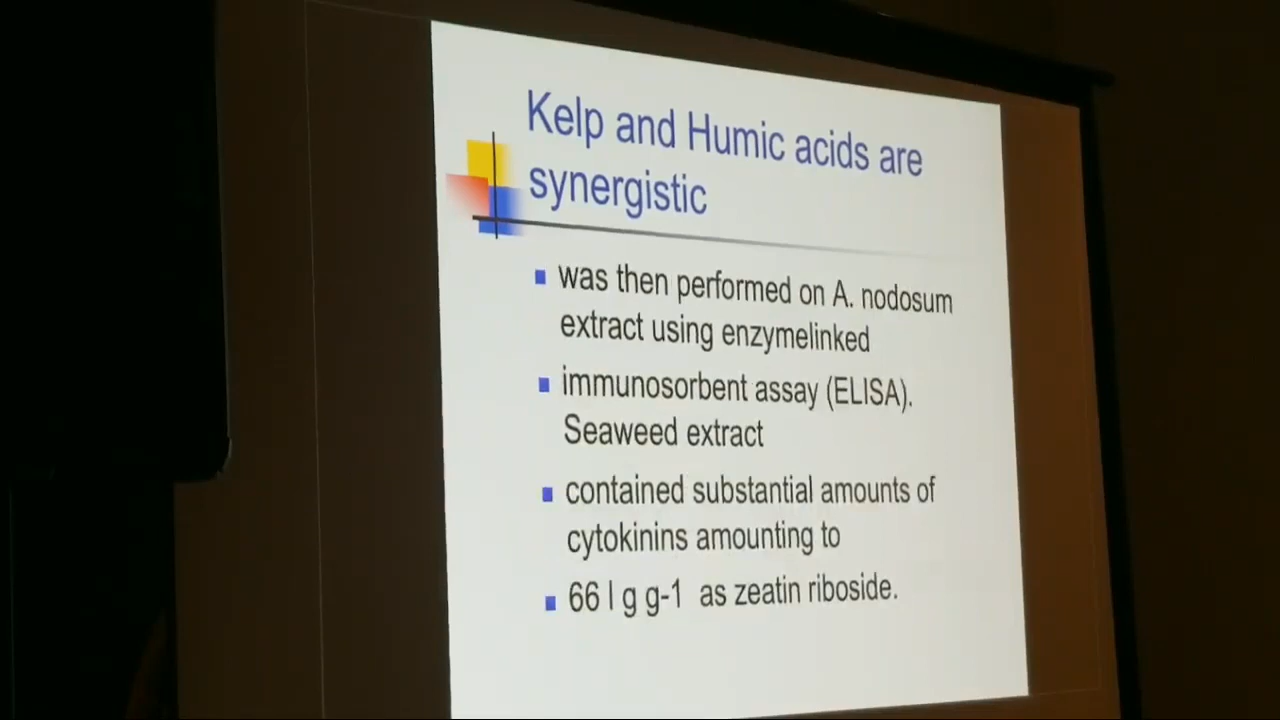 Kelp and Humic acids are
synergistic
was then performed on A. nodosum
extract using enzymelinked
immunosorbent assay (ELISA).
Seaweed extract
contained substantial amounts of
cytokinins amounting to
66 l g g-1 as zeatin riboside.